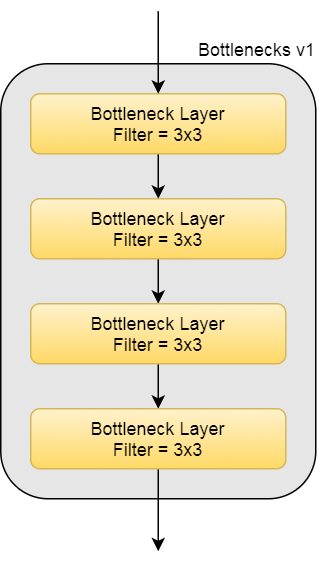 Bottlenecks v1
Bottleneck Layer
Filter = 3x3
Bottleneck Layer
Filter = 3x3
Bottleneck Layer
Filter = 3x3
Bottleneck Layer
Filter = 3x3